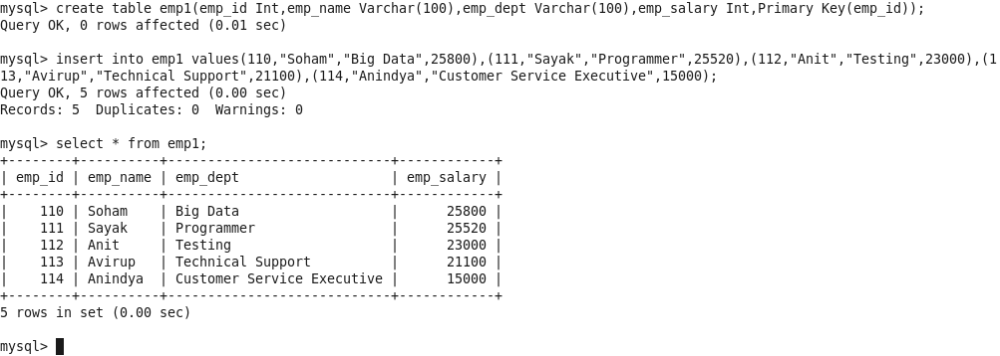 mysql> create table emp1(emp_id Int,emp_name Varchar(100),emp_dept Varchar(100),emp_salary Int,Primary Key(emp_id));
Query OK, 0 rows affected (0.01 sec)

mysql> insert into emp1 values(110,"Soham","Big Data",25800),(111,"Sayak","Programmer",25520),(112,"Anit","Testing",23000),(1
13,"Avirup","Technical Support",21100),(114,"Anindya","Customer Service Executive",15000);
Query OK, 5 rows affected (0.00 sec)
Records: 5  Duplicates: 0  Warnings: 0

mysql> select * from emp1;
+--------+----------+----------------------------+------------+
| emp_id | emp_name | emp_dept                   | emp_salary |
+--------+----------+----------------------------+------------+
|    110 | Soham    | Big Data                   |      25800 |
|    111 | Sayak    | Programmer                 |      25520 |
|    112 | Anit     | Testing                    |      23000 |
|    113 | Avirup   | Technical Support          |      21100 |
|    114 | Anindya  | Customer Service Executive |      15000 |
+--------+----------+----------------------------+------------+
5 rows in set (0.00 sec)

mysql>